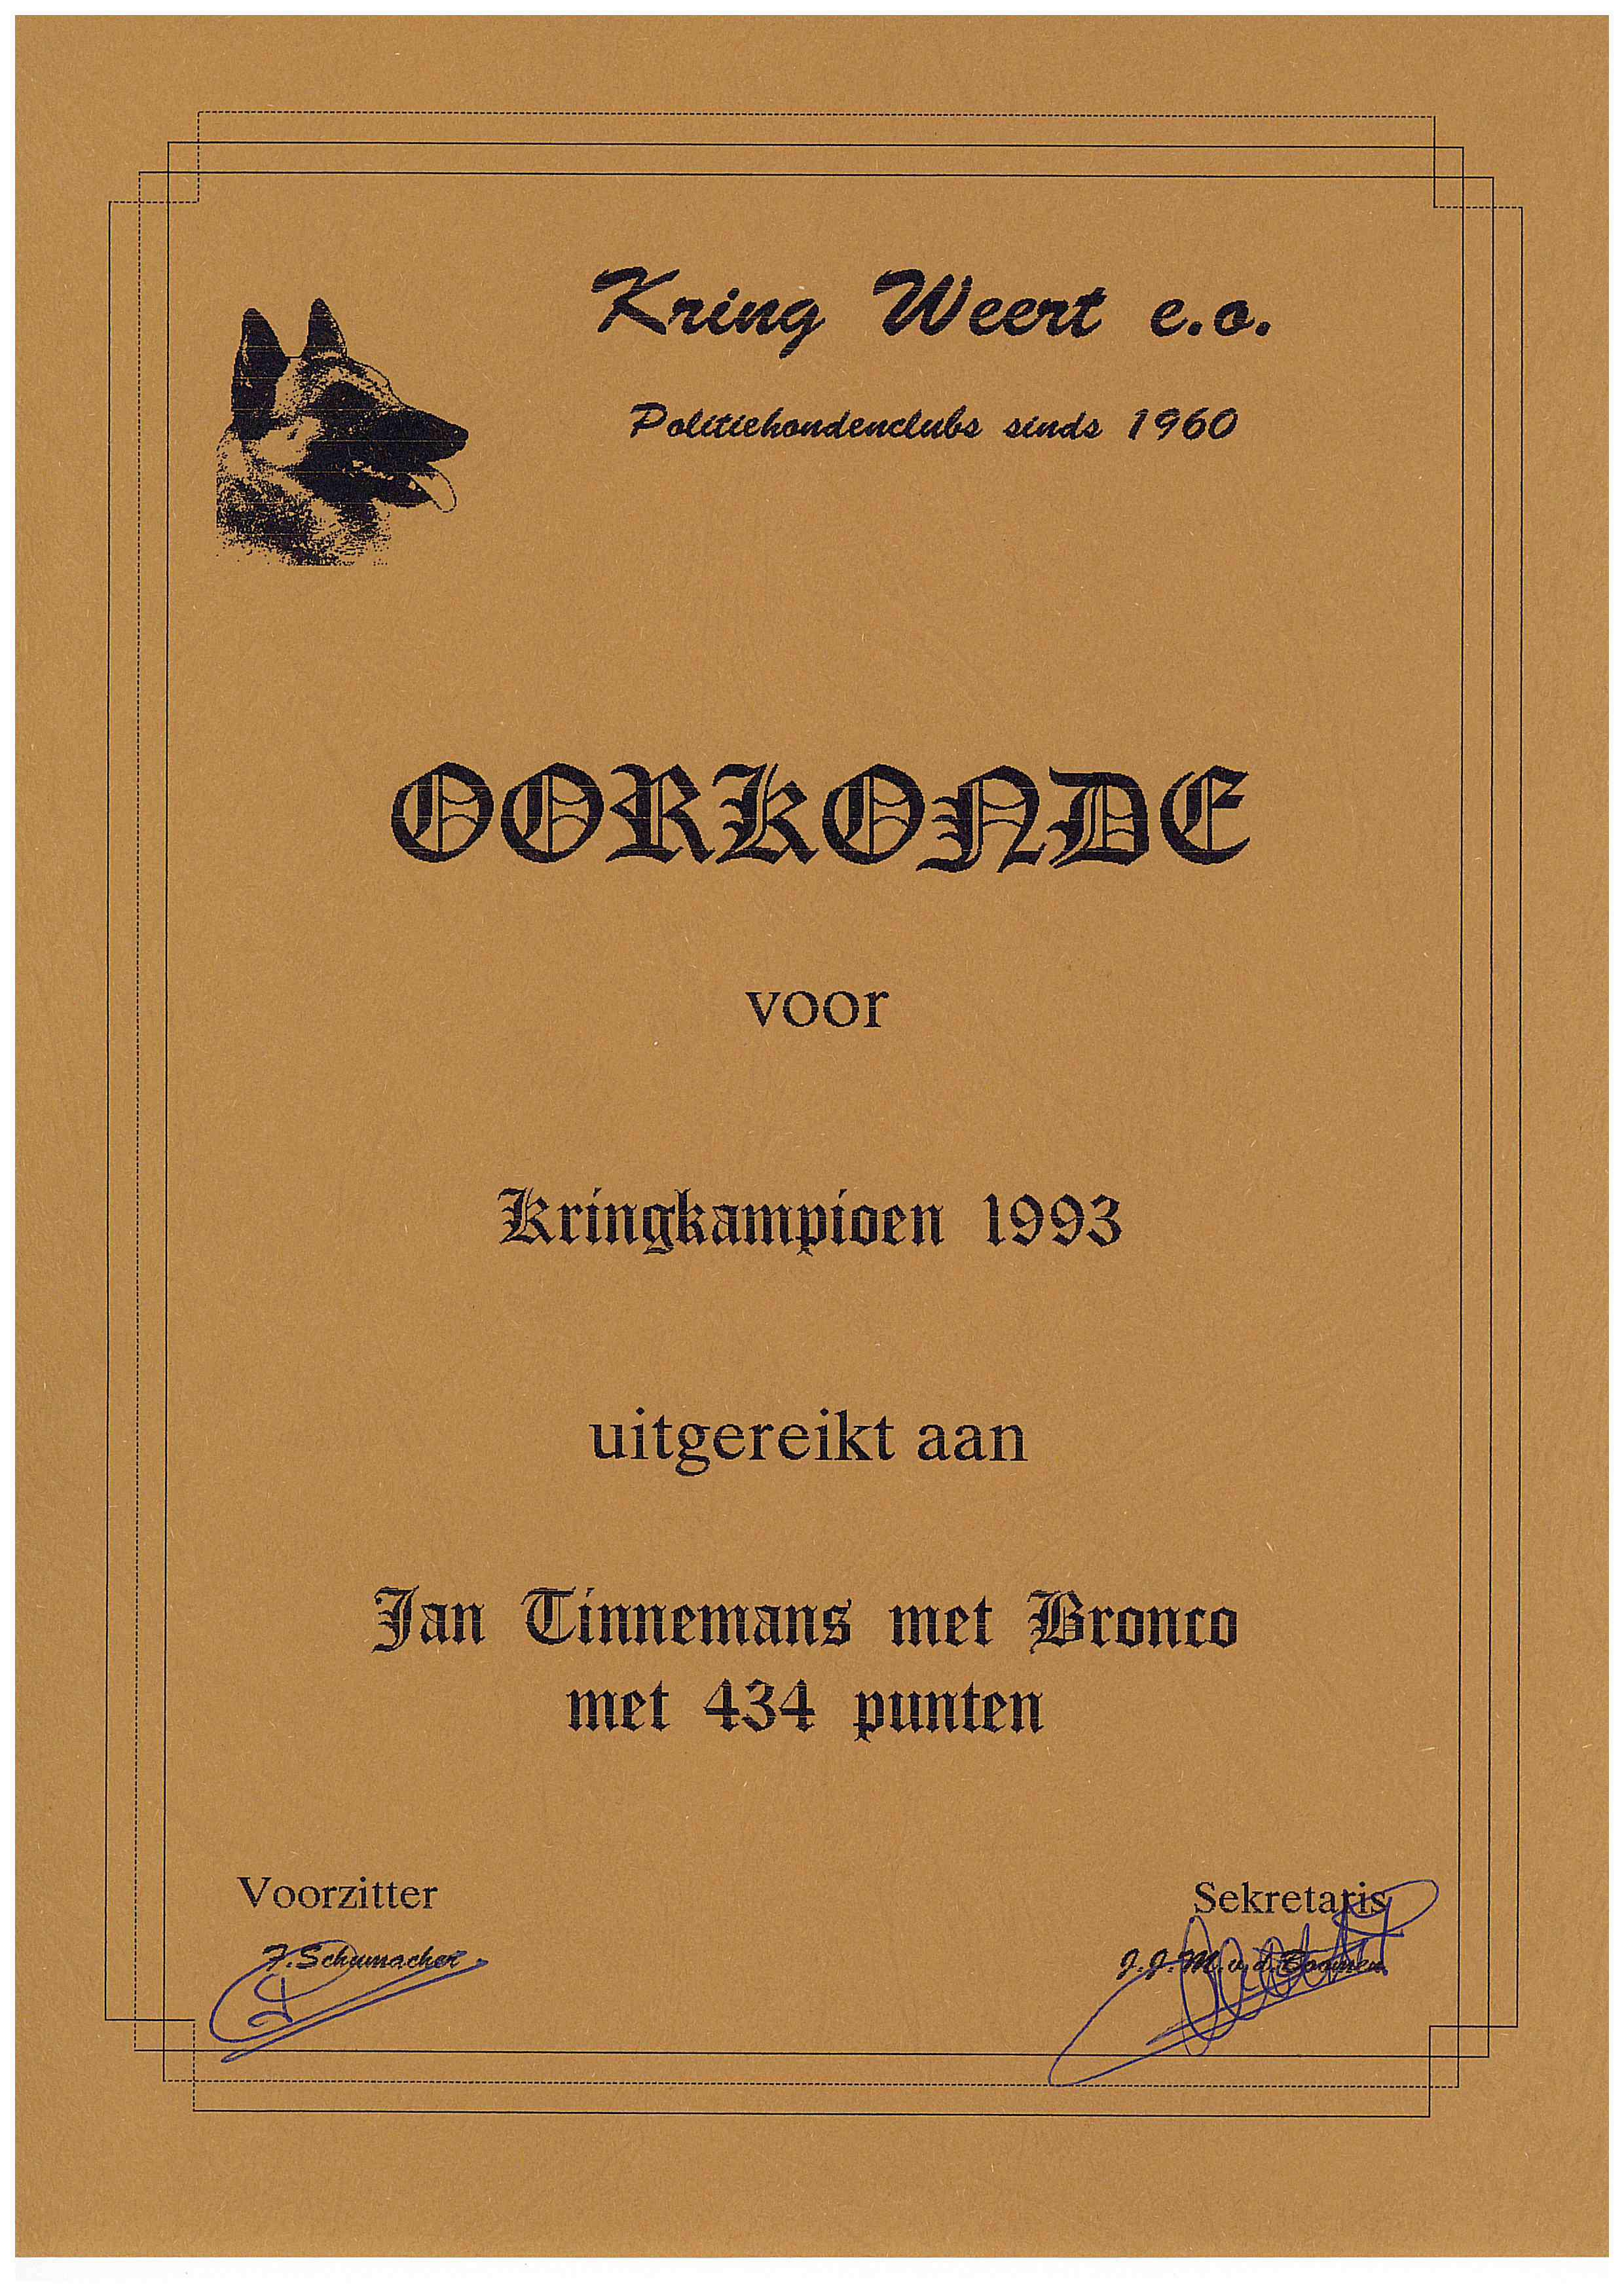 Kring Weert e.o.
Politiehondenclubs sinds 1960
OORKONDE
voor
Kringkampioen 1993
uitgereikt aan
Jan Tinnemans met Bronco
met 434 punten
Voorzitter
Sekretaris
F. Schumacher
J.J.M. v.d.